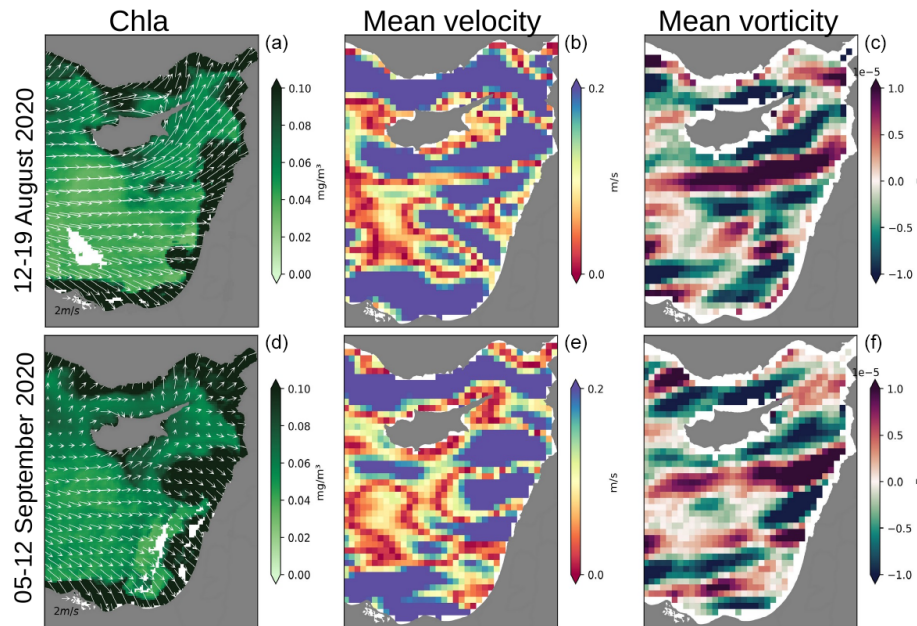 Chla
Mean velocity
Mean vorticity
12-19 August 2020
(a)
0.10
0.08
0.06
0.04
0.02
0.00
mg/m³
2m/s
(b)
0.2
0.0
m/s
(c)
1e-5
1.0
0.5
0.0
−0.5
−1.0
05-12 September 2020
(d)
0.10
0.08
0.06
0.04
0.02
0.00
mg/m³
2m/s
(e)
0.2
0.0
m/s
(f)
1e-5
1.0
0.5
0.0
−0.5
−1.0